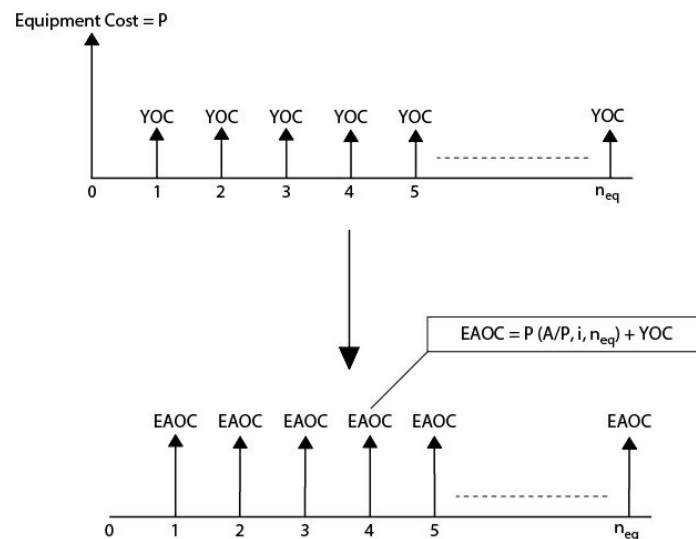 Equipment Cost = P
YOC YOC YOC YOC YOC YOC
0 1 2 3 4 5 n_eq
EAOC = P (A/P, i, n_eq) + YOC
EAOC EAOC EAOC EAOC EAOC EAOC
0 1 2 3 4 5 n_eq